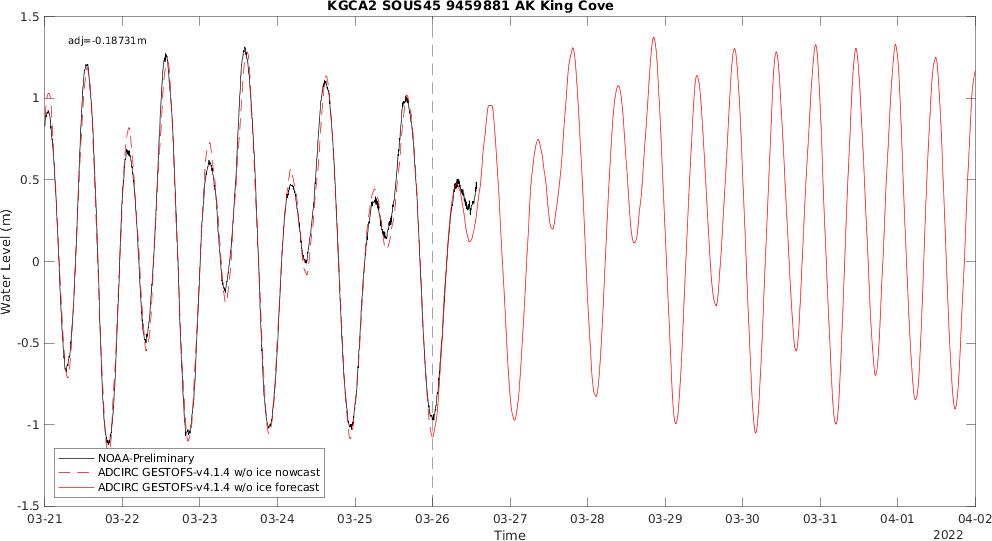 KGCA2 SOUS45 9459881 AK King Cove
adj=-0.18731m
Water Level (m)
1.5
1
0.5
0
-0.5
-1
-1.5
NOAA-Preliminary
ADCIRC GESTOFS-v4.1.4 w/o ice nowcast
ADCIRC GESTOFS-v4.1.4 w/o ice forecast
03-21 03-22 03-23 03-24 03-25 03-26 03-27 03-28 03-29 03-30 03-31 04-01 04-02
Time
2022